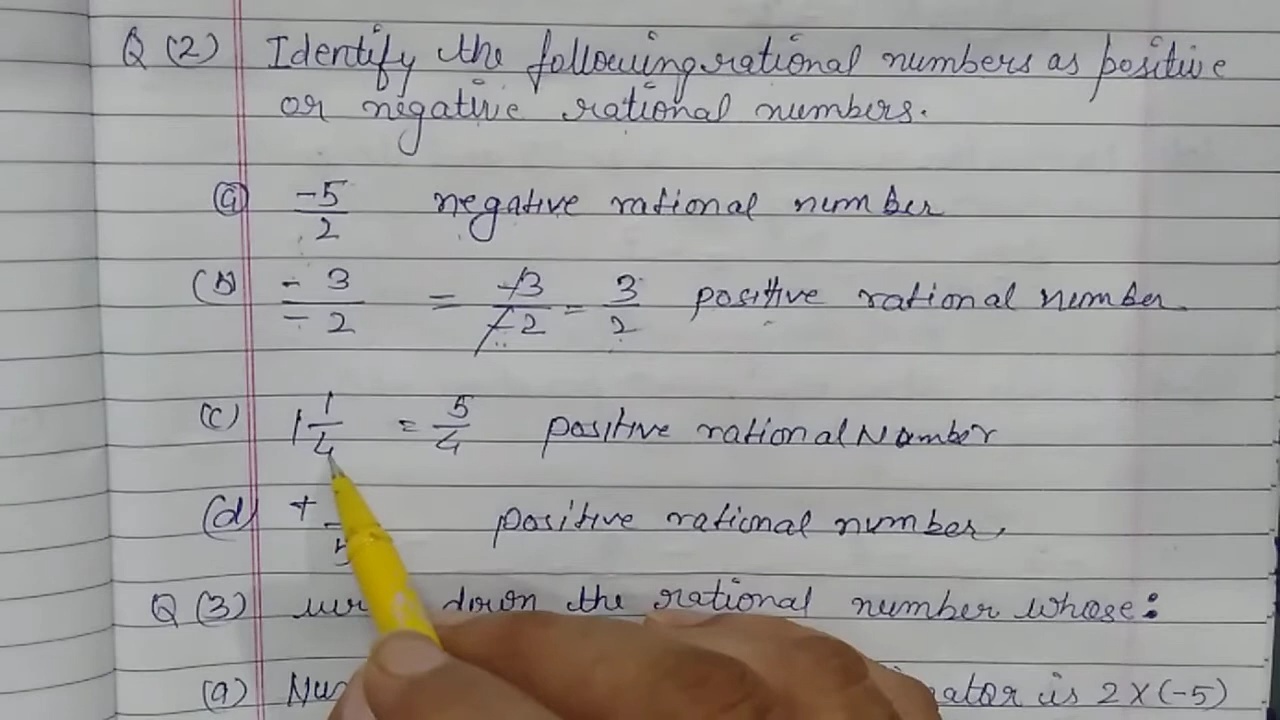 Q (2) Identify the following rational numbers as positive
or negative rational numbers.
(a) -5/2 negative rational number
(b) -3/-2 = -3/-2 = 3/2 positive rational number
(c) 1 1/4 = 5/4 positive rational Number
(d) + positive rational number.
Q (3) down the rational number whose:
(a) is 2 x (-5)